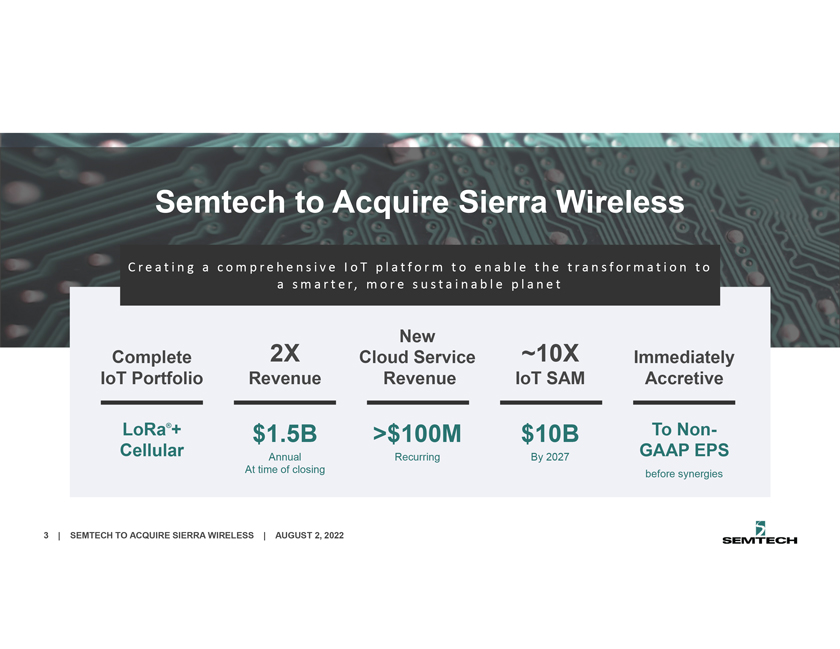 Semtech to Acquire Sierra Wireless
Creating a comprehensive IoT platform to enable the transformation to
a smarter, more sustainable planet
Complete
IoT Portfolio
LoRa®+
Cellular
2X
Revenue
$1.5B
Annual
At time of closing
New
Cloud Service
Revenue
>$100M
Recurring
~10X
IoT SAM
$10B
By 2027
Immediately
Accretive
To Non-
GAAP EPS
before synergies
3 | SEMTECH TO ACQUIRE SIERRA WIRELESS | AUGUST 2, 2022
SEMTECH